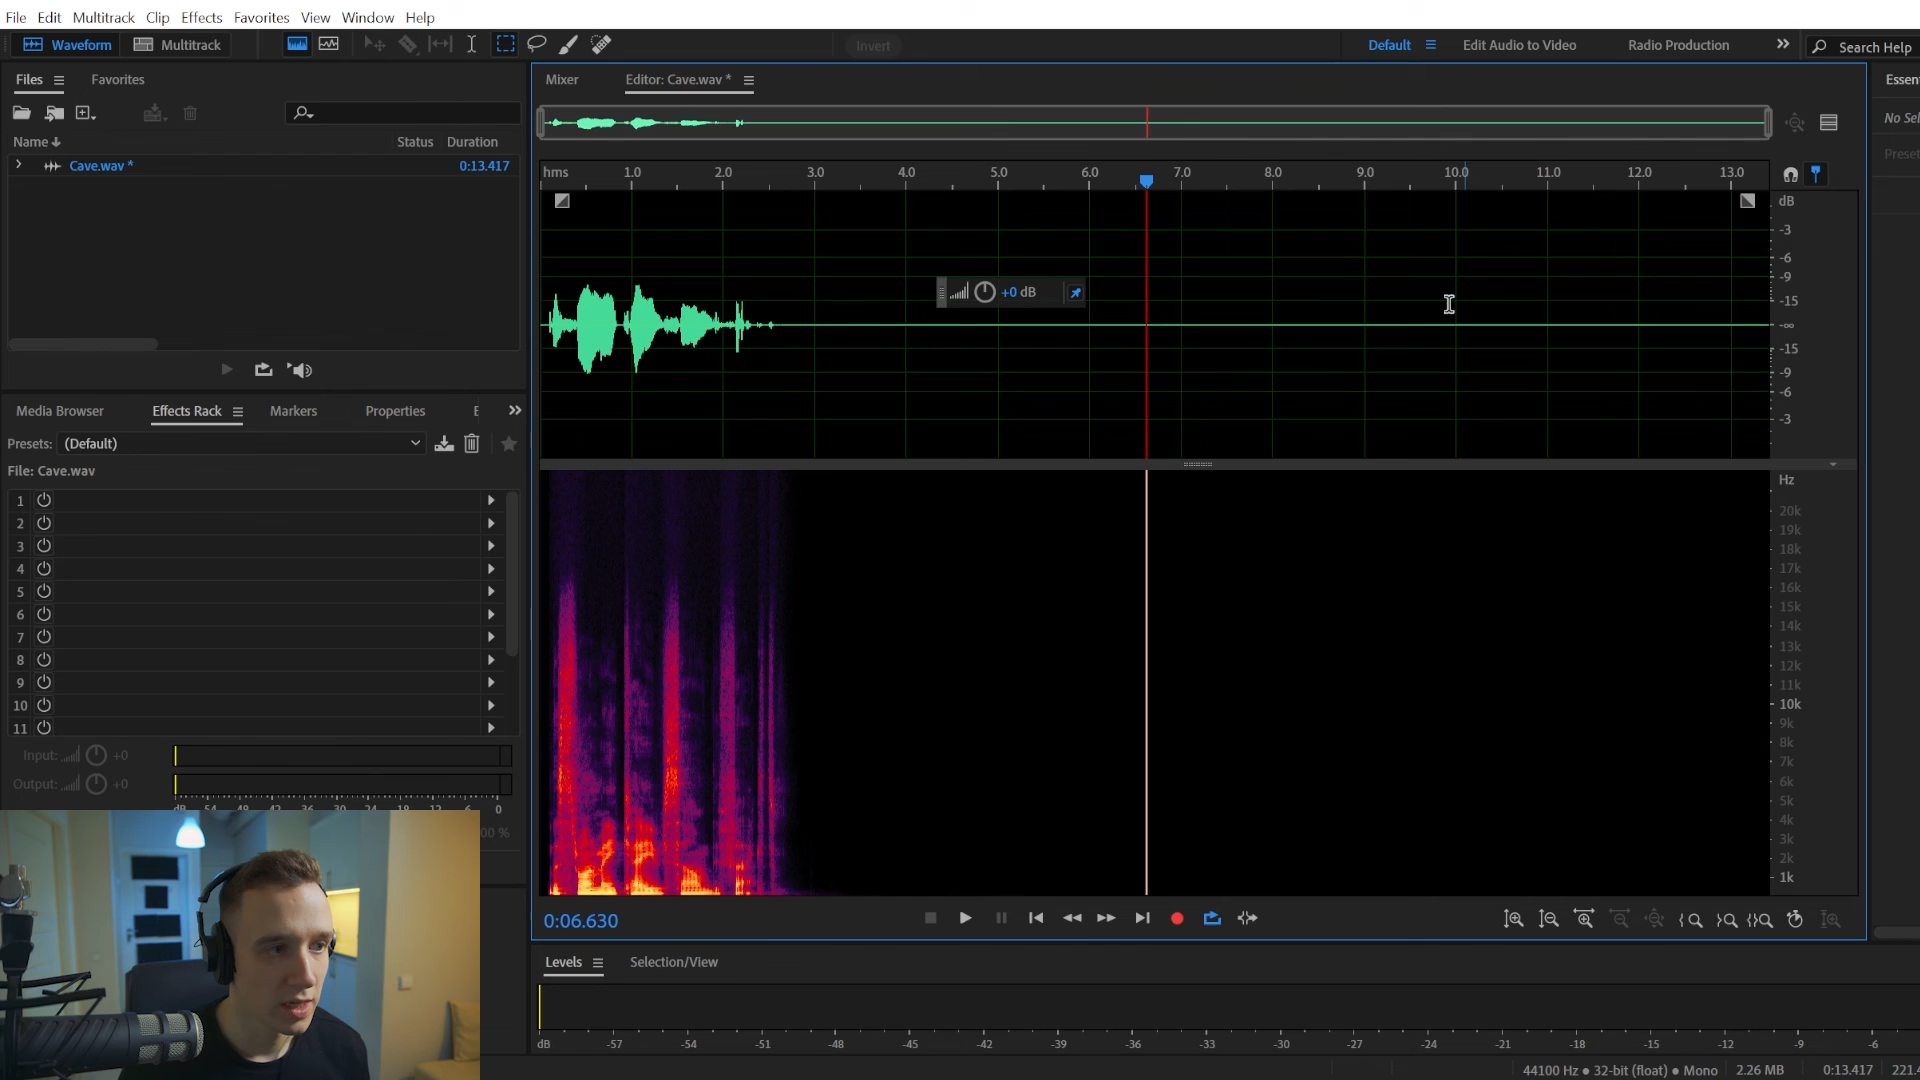 File Edit Multitrack Clip Effects Favorites View Window Help
Waveform Multitrack Invert Default Edit Audio to Video Radio Production Search Help
Files Favorites
Name Status Duration
Cave.wav * 0:13.417
Media Browser Effects Rack Markers Properties
Presets: (Default)
File: Cave.wav
1
2
3
4
5
6
7
8
9
10
11
Input: +0
Output: +0
dB -54 -48 -42 -36 -30 -24 -18 -12 -6 0
00 %
Mixer Editor: Cave.wav *
hms 1.0 2.0 3.0 4.0 5.0 6.0 7.0 8.0 9.0 10.0 11.0 12.0 13.0
dB
-3
-6
-9
-15
-∞
-15
-9
-6
-3
+0 dB
Hz
20k
19k
18k
17k
16k
15k
14k
13k
12k
11k
10k
9k
8k
7k
6k
5k
4k
3k
2k
1k
0:06.630
Levels Selection/View
dB -57 -54 -51 -48 -45 -42 -39 -36 -33 -30 -27 -24 -21 -18 -15 -12 -9 -6
44100 Hz ● 32-bit (float) ● Mono 2.26 MB 0:13.417
No Sel
Preset